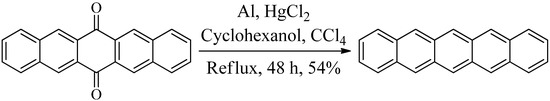 O
Al, HgCl₂
Cyclohexanol, CCl₄
Reflux, 48 h, 54%
O